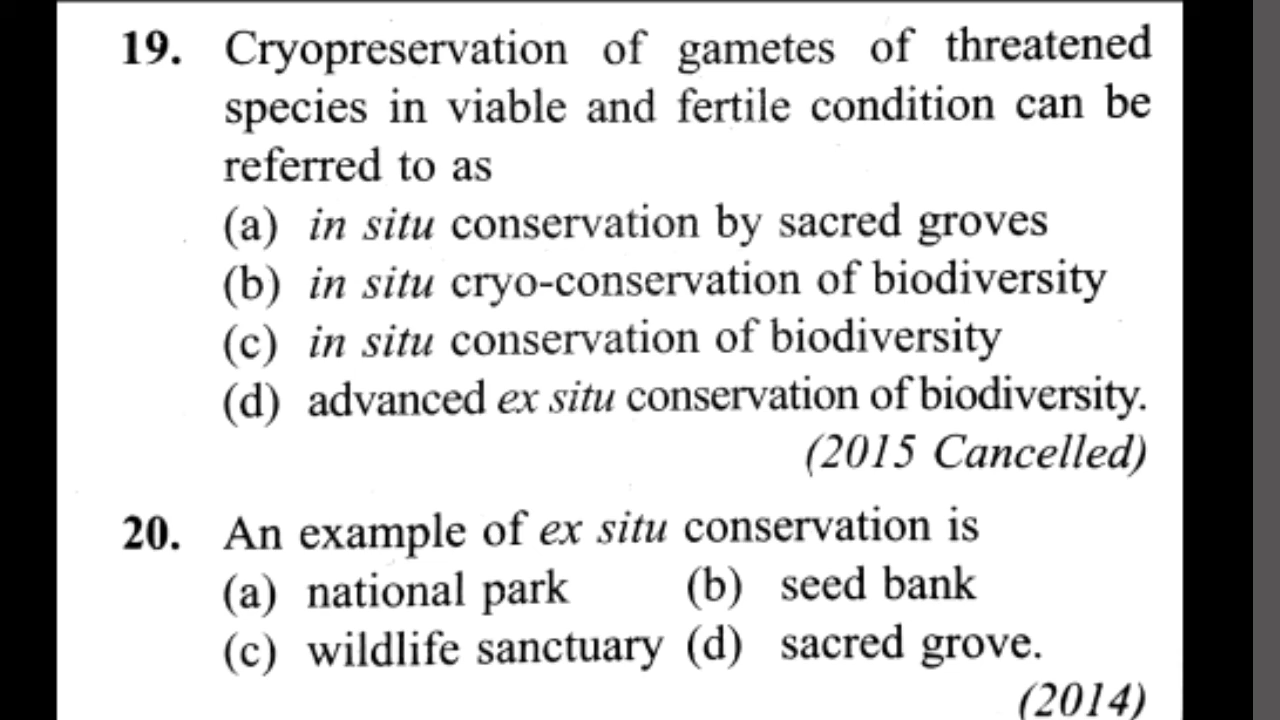 19. Cryopreservation of gametes of threatened
species in viable and fertile condition can be
referred to as
(a) in situ conservation by sacred groves
(b) in situ cryo-conservation of biodiversity
(c) in situ conservation of biodiversity
(d) advanced ex situ conservation of biodiversity.
(2015 Cancelled)
20. An example of ex situ conservation is
(a) national park (b) seed bank
(c) wildlife sanctuary (d) sacred grove.
(2014)